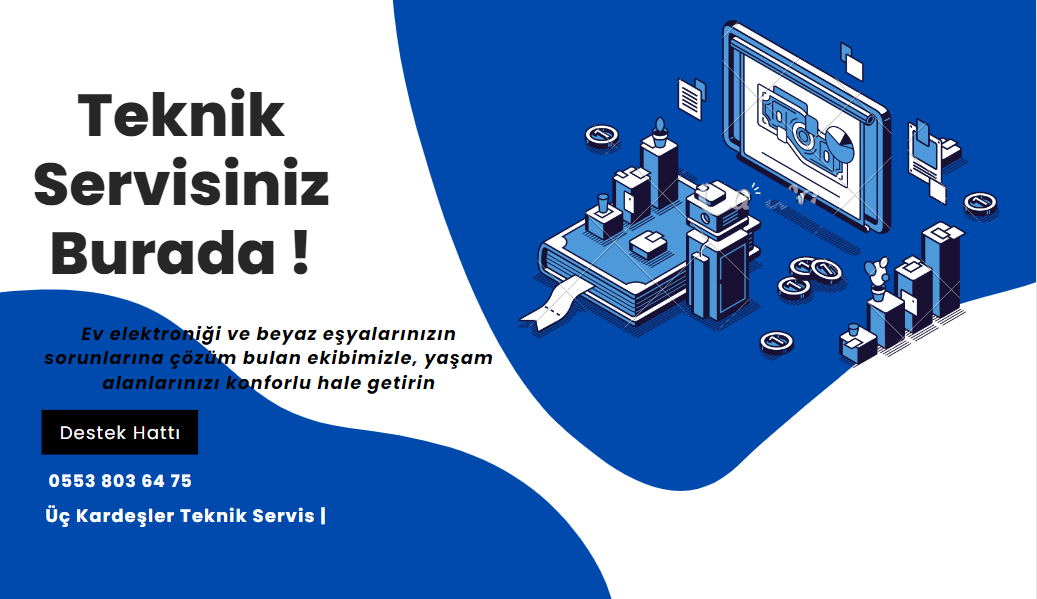 Teknik
Servisiniz
Burada !
Ev elektroniği ve beyaz eşyalarınızın
sorunlarına çözüm bulan ekibimizle, yaşam
alanlarınızı konforlu hale getirin
Destek Hattı
0553 803 64 75
Üç Kardeşler Teknik Servis |